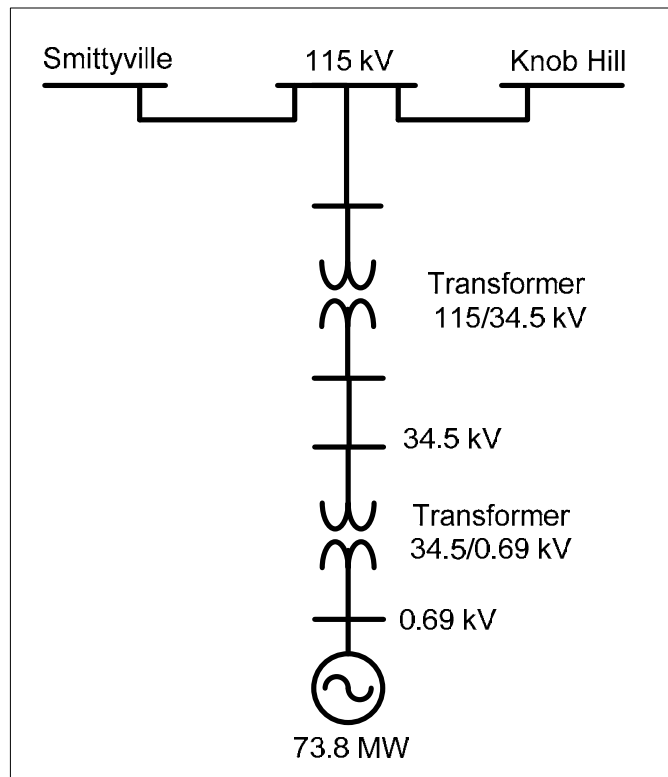 Smittyville
115 kV
Knob Hill
Transformer
115/34.5 kV
34.5 kV
Transformer
34.5/0.69 kV
0.69 kV
73.8 MW